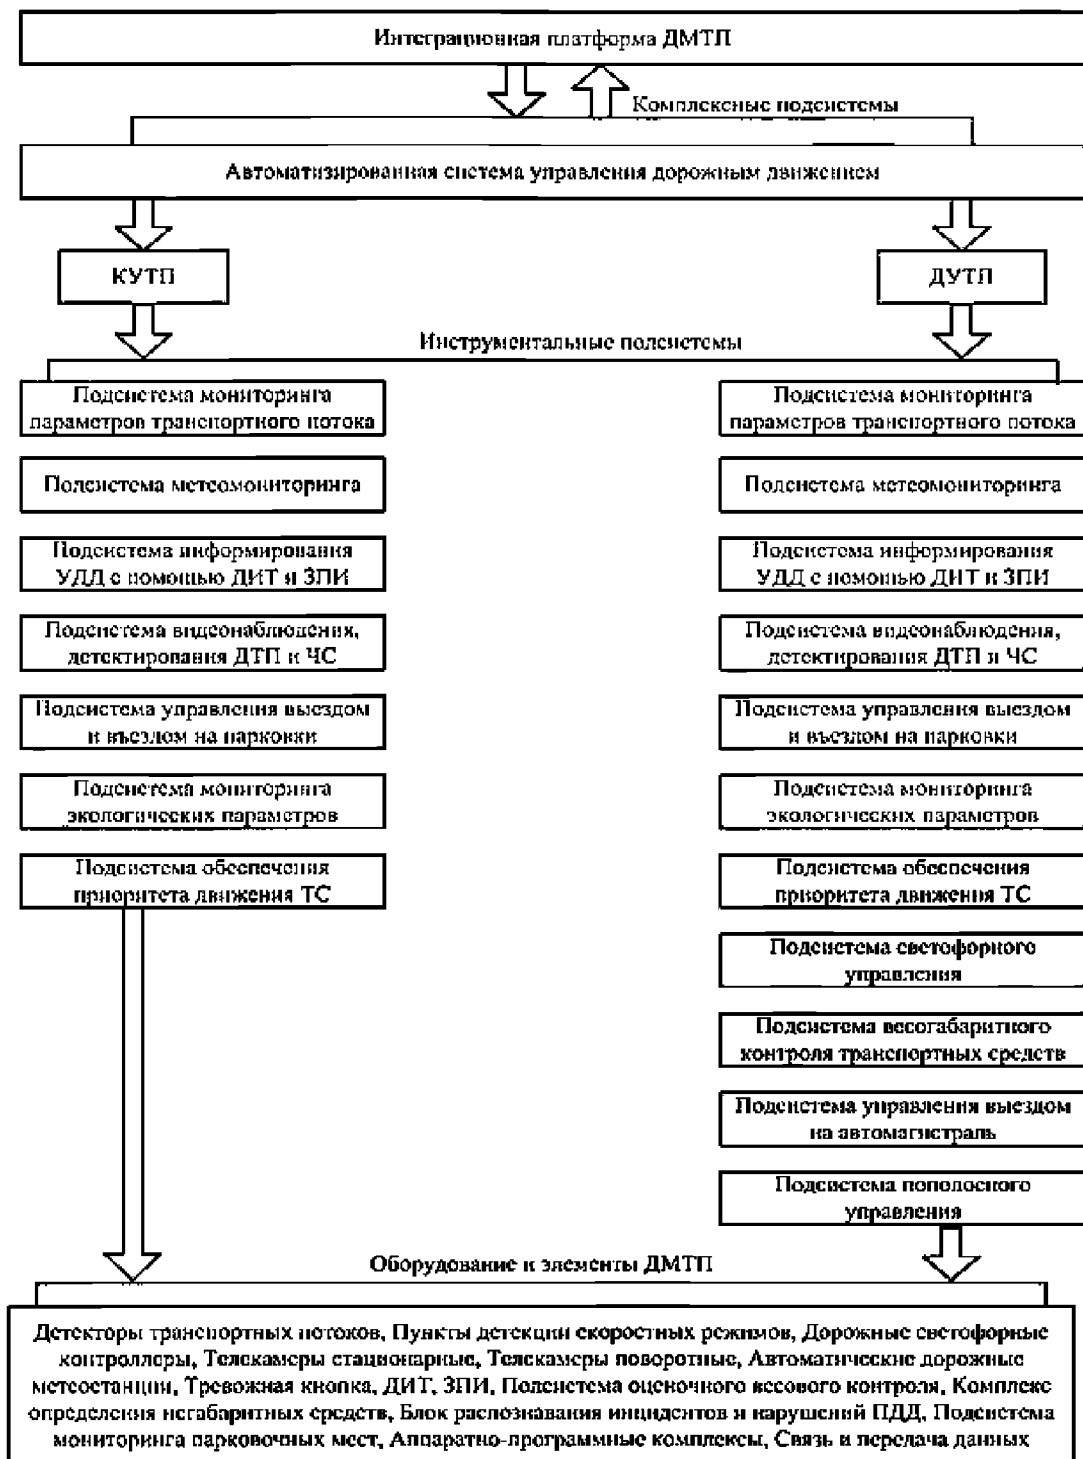 Интеграционная платформа ДМТП
Комплексные подсистемы
Автоматизированная система управления дорожным движением
КУТП
ДУТП
Инструментальные подсистемы
Подсистема мониторинга
параметров транспортного потока
Подсистема метеомониторинга
Подсистема информирования
УДД с помощью ДИТ и ЗПИ
Подсистема видеонаблюдения,
детектирования ДТП и ЧС
Подсистема управления выездом
и въездом на парковки
Подсистема мониторинга
экологических параметров
Подсистема обеспечения
приоритета движения ТС
Подсистема мониторинга
параметров транспортного потока
Подсистема метеомониторинга
Подсистема информирования
УДД с помощью ДИТ и ЗПИ
Подсистема видеонаблюдения,
детектирования ДТП и ЧС
Подсистема управления выездом
и въездом на парковки
Подсистема мониторинга
экологических параметров
Подсистема обеспечения
приоритета движения ТС
Подсистема светофорного
управления
Подсистема весогабаритного
контроля транспортных средств
Подсистема управления выездом
на автомагистраль
Подсистема пополосного
управления
Оборудование и элементы ДМТП
Детекторы транспортных потоков, Пункты детекции скоростных режимов, Дорожные светофорные
контроллеры, Телекамеры стационарные, Телекамеры поворотные, Автоматические дорожные
метеостанции, Тревожная кнопка, ДИТ, ЗПИ, Подсистема оценочного весового контроля, Комплекс
определения негабаритных средств, Блок распознавания инцидентов и нарушений ПДД, Подсистема
мониторинга парковочных мест, Аппаратно-программные комплексы, Связь и передача данных